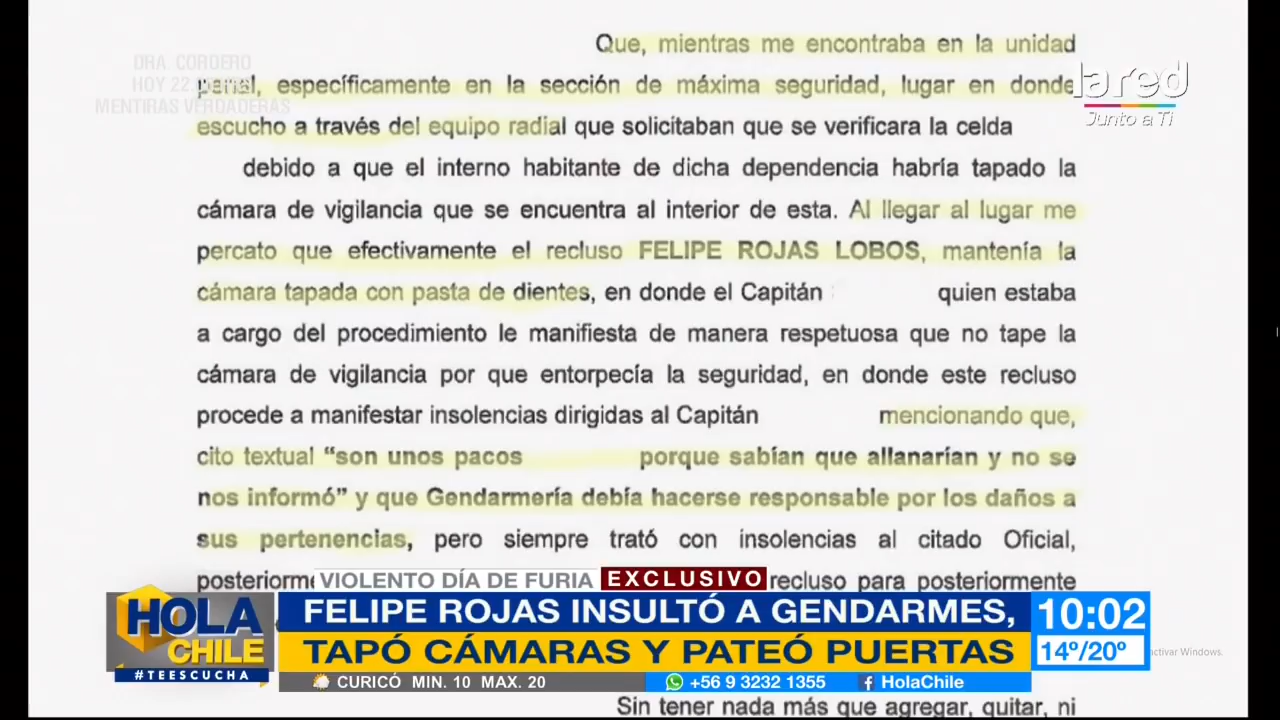 Que, mientras me encontraba en la unidad
DRA. CORDERO
penal, específicamente en la sección de máxima seguridad, lugar en donde
HOY 22
MENTIRAS VERDADERAS
la red
Junto a Ti
escucho a través del equipo radial que solicitaban que se verificara la celda
debido a que el interno habitante de dicha dependencia habría tapado la
cámara de vigilancia que se encuentra al interior de esta. Al llegar al lugar me
percato que efectivamente el recluso FELIPE ROJAS LOBOS, mantenía la
cámara tapada con pasta de dientes, en donde el Capitán quien estaba
a cargo del procedimiento le manifiesta de manera respetuosa que no tape la
cámara de vigilancia por que entorpecía la seguridad, en donde este recluso
procede a manifestar insolencias dirigidas al Capitán mencionando que,
cito textual “son unos pacos porque sabían que allanarían y no se
nos informó” y que Gendarmería debía hacerse responsable por los daños a
sus pertenencias, pero siempre trató con insolencias al citado Oficial,
recluso para posteriormente
VIOLENTO DÍA DE FURIA EXCLUSIVO
HOLA CHILE
#TEESCUCHA
FELIPE ROJAS INSULTÓ A GENDARMES,
TAPÓ CÁMARAS Y PATEÓ PUERTAS
10:02
14º/20º
CURICÓ MIN. 10 MAX. 20
+56 9 3232 1355
HolaChile
Windows.
Sin tener nada más que agregar, quitar, ni